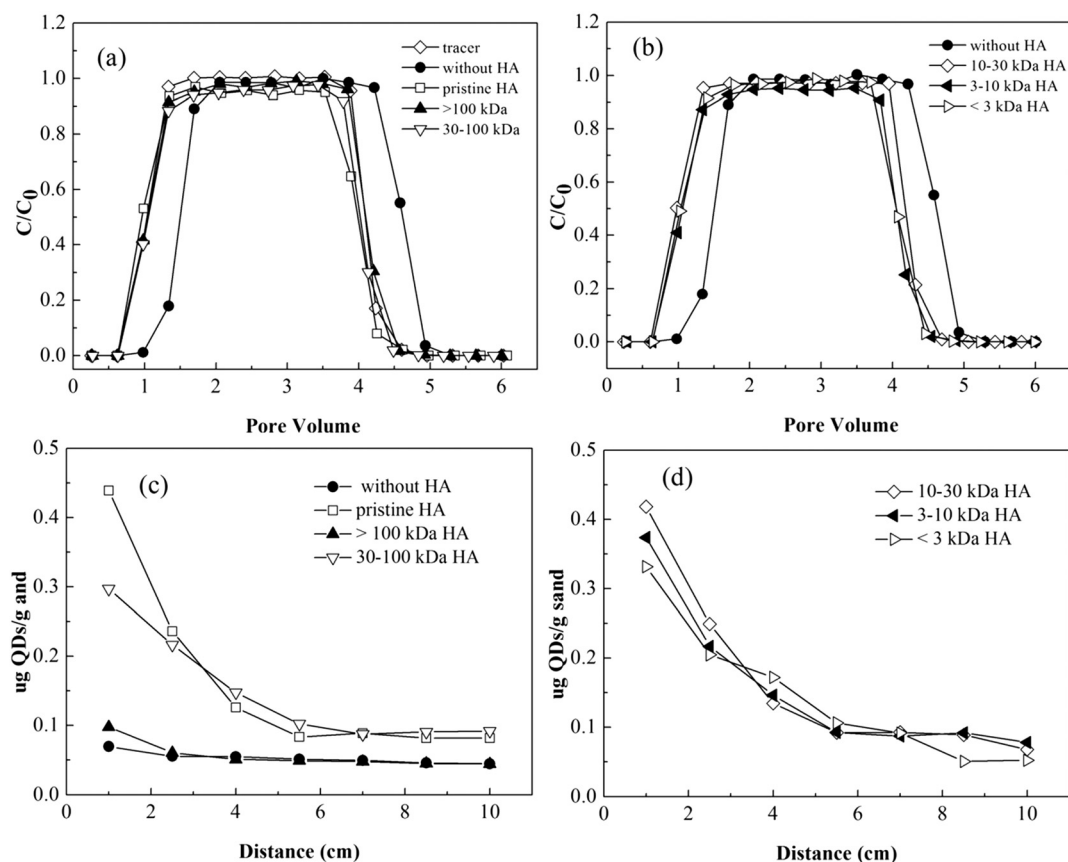 (a)
tracer
without HA
pristine HA
>100 kDa
30-100 kDa
C/C0
1.2
1.0
0.8
0.6
0.4
0.2
0.0
0 1 2 3 4 5 6
Pore Volume
(b)
without HA
10-30 kDa HA
3-10 kDa HA
< 3 kDa HA
C/C0
1.2
1.0
0.8
0.6
0.4
0.2
0.0
0 1 2 3 4 5 6
Pore Volume
(c)
without HA
pristine HA
> 100 kDa HA
30-100 kDa HA
ug QDs/g and
0.5
0.4
0.3
0.2
0.1
0.0
0 2 4 6 8 10
Distance (cm)
(d)
10-30 kDa HA
3-10 kDa HA
< 3 kDa HA
ug QDs/g sand
0.5
0.4
0.3
0.2
0.1
0.0
0 2 4 6 8 10
Distance (cm)